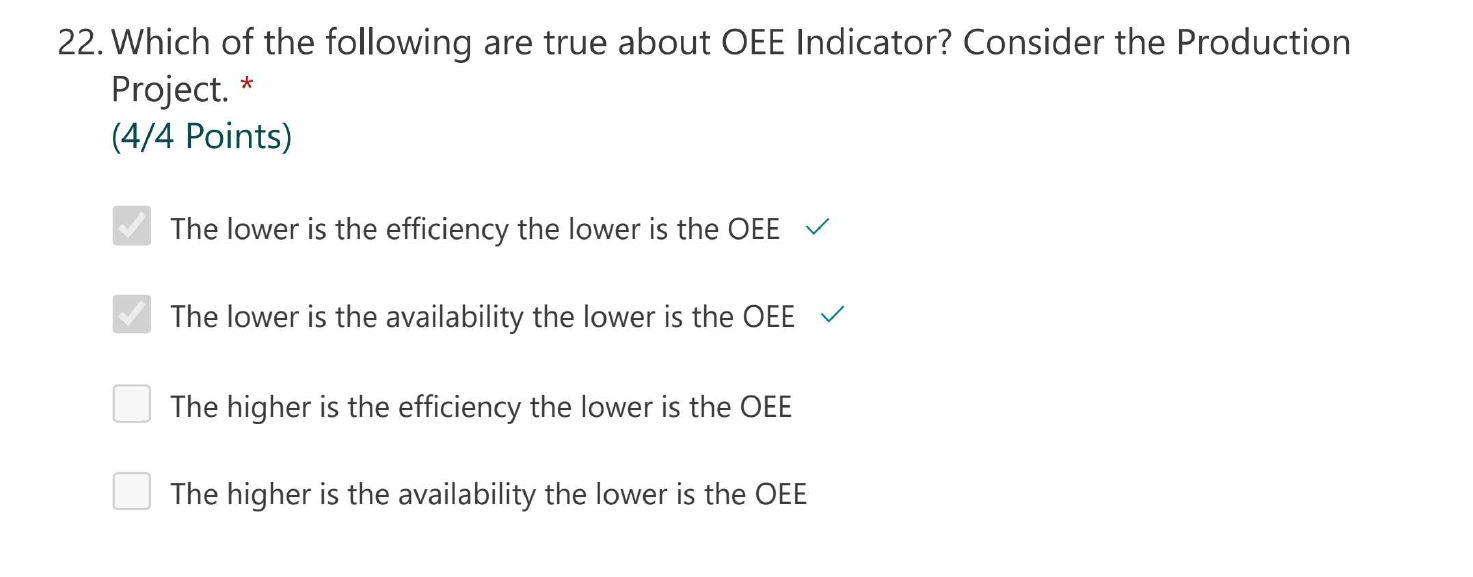 22. Which of the following are true about OEE Indicator? Consider the Production
Project. *
(4/4 Points)
The lower is the efficiency the lower is the OEE
The lower is the availability the lower is the OEE
The higher is the efficiency the lower is the OEE
The higher is the availability the lower is the OEE